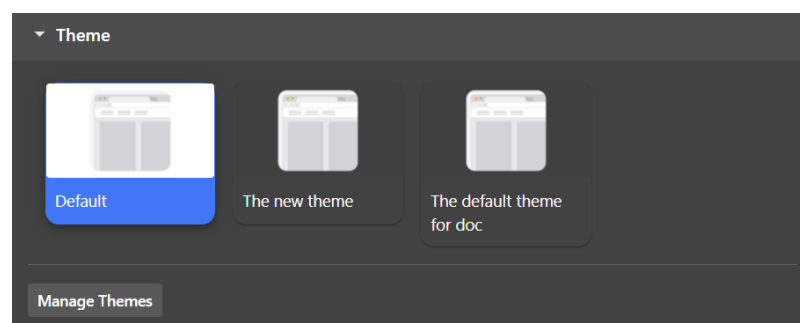 Theme
Default
The new theme
The default theme
for doc
Manage Themes